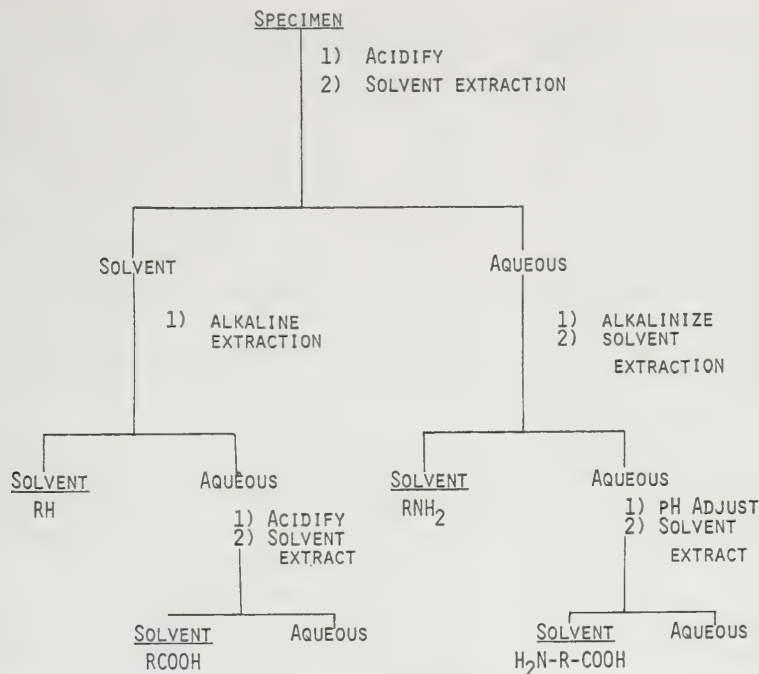 SPECIMEN
1) ACIDIFY
2) SOLVENT EXTRACTION
SOLVENT
AQUEOUS
1) ALKALINE
EXTRACTION
1) ALKALINIZE
2) SOLVENT
EXTRACTION
SOLVENT
RH
AQUEOUS
1) ACIDIFY
2) SOLVENT
EXTRACT
SOLVENT
RNH2
AQUEOUS
1) PH ADJUST
2) SOLVENT
EXTRACT
SOLVENT
RCOOH
AQUEOUS
SOLVENT
H2N-R-COOH
AQUEOUS